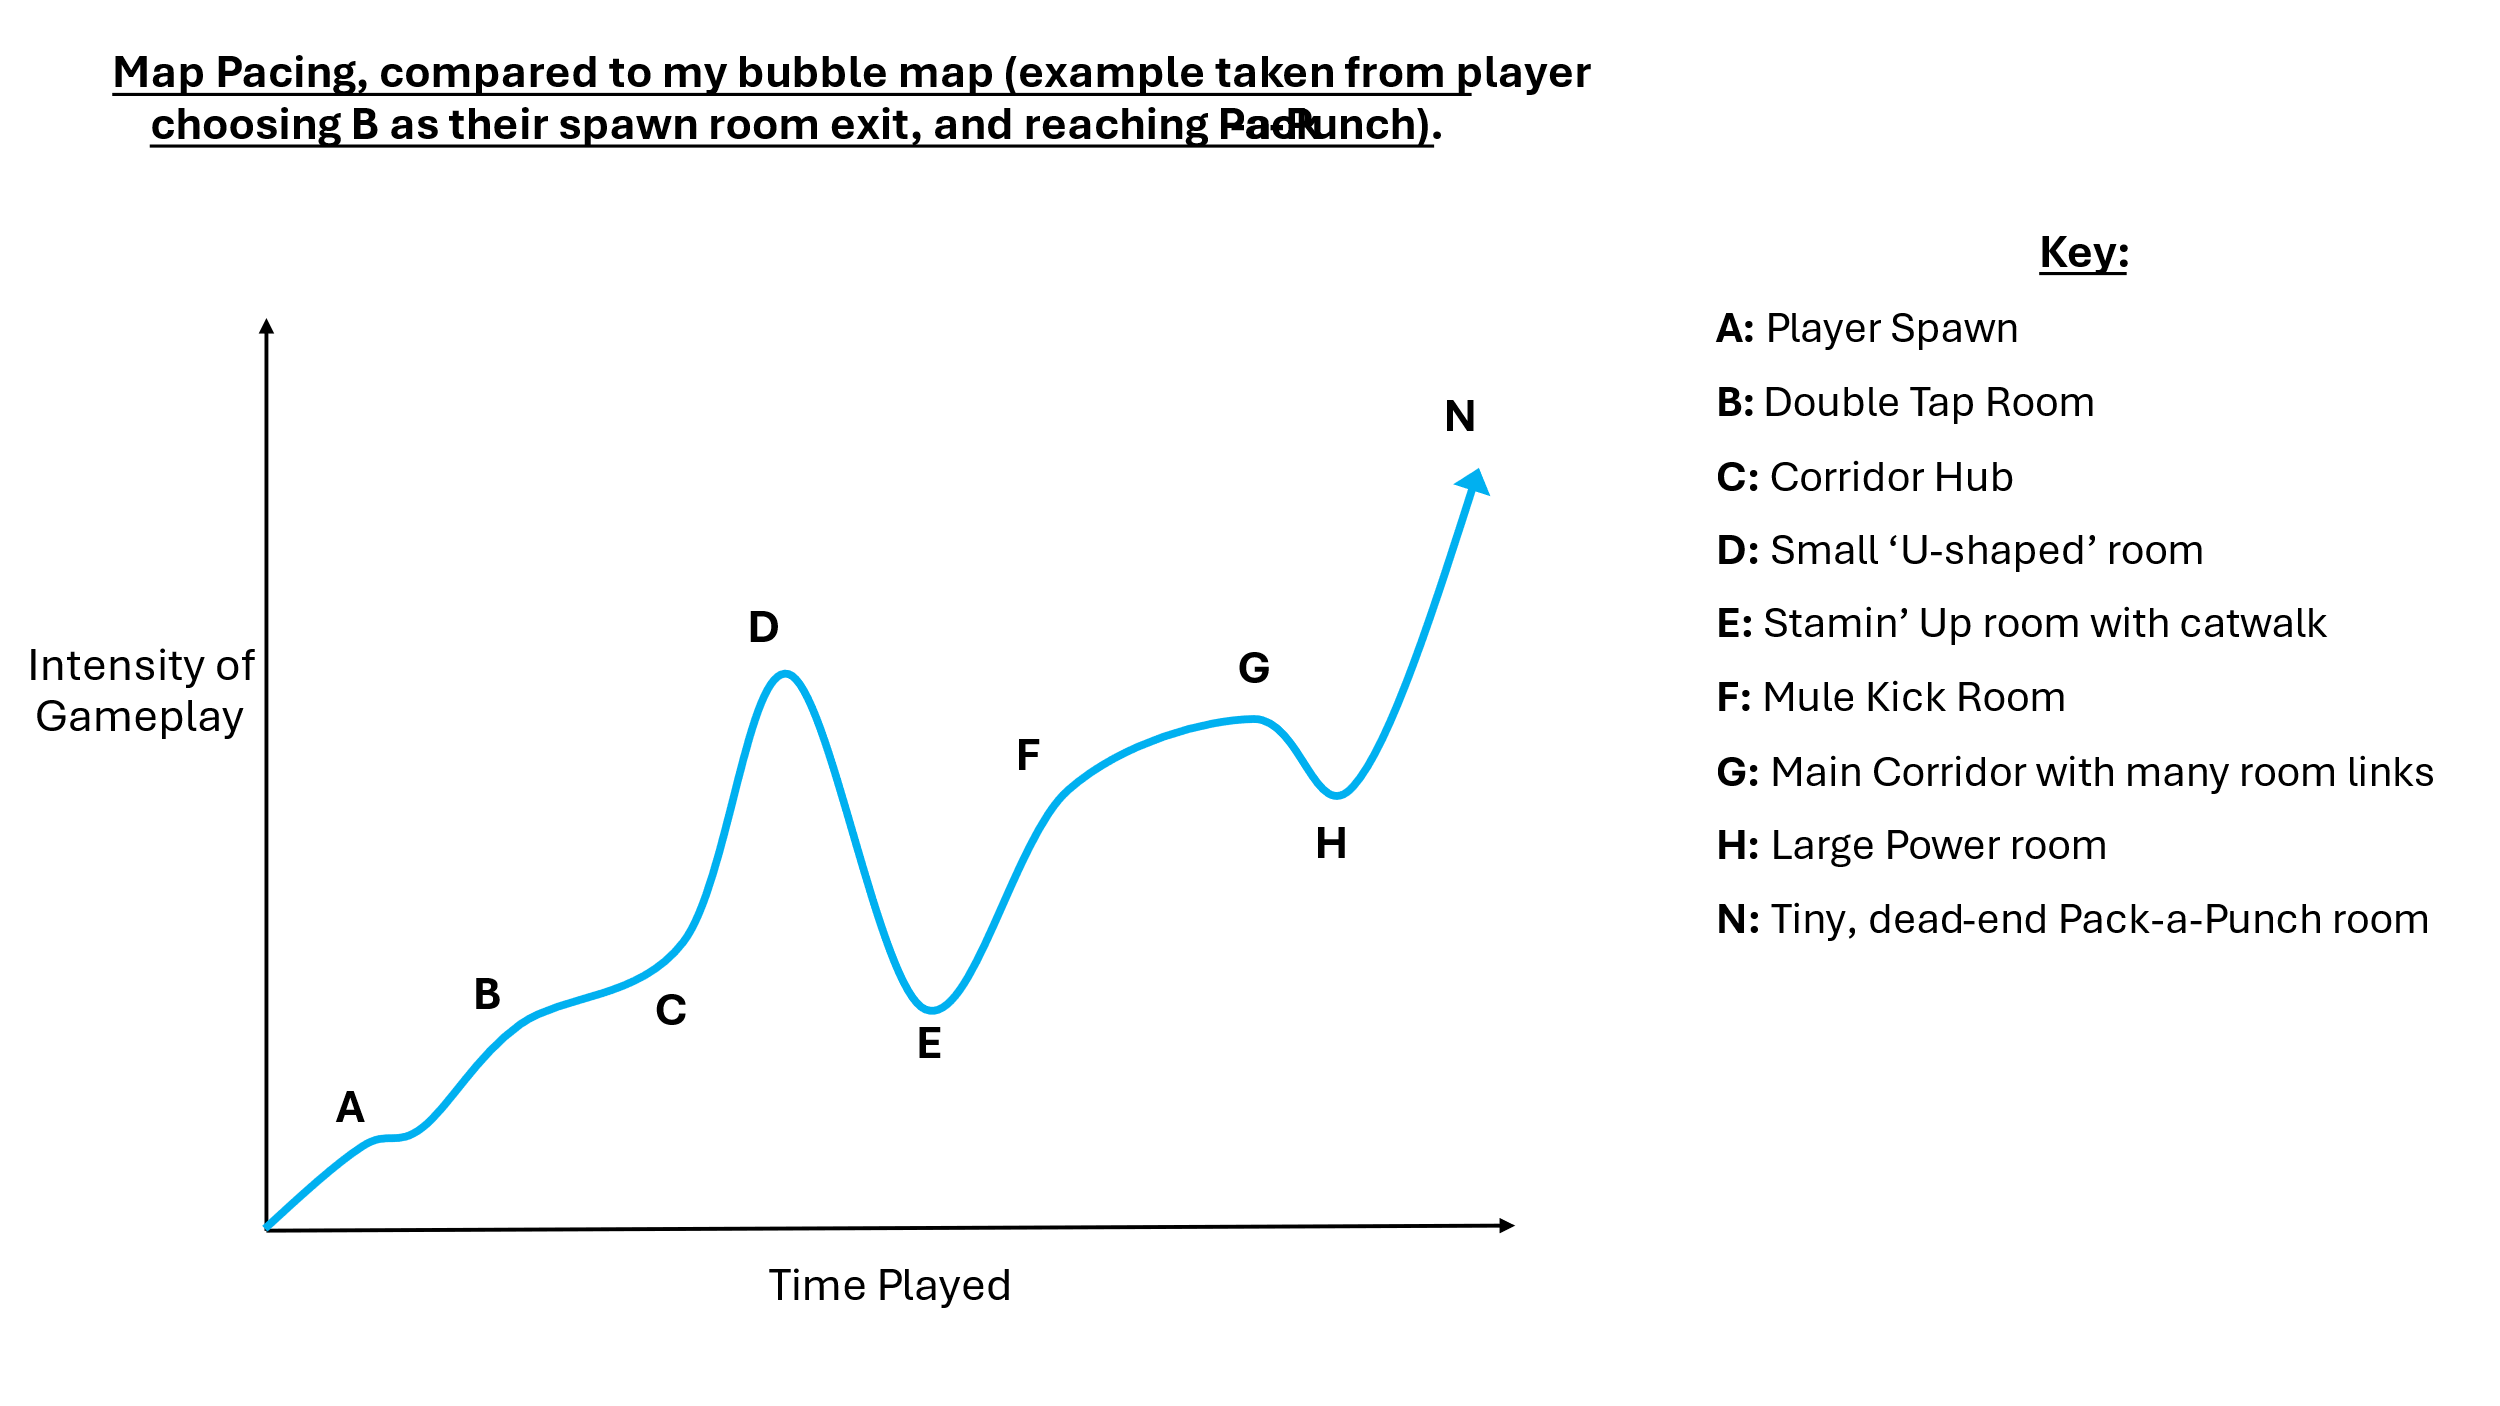 Map Pacing, compared to my bubble map (example taken from player
choosing B as their spawn room exit, and reaching Pack-a-Punch).
Key:
A: Player Spawn
B: Double Tap Room
C: Corridor Hub
D: Small ‘U-shaped’ room
E: Stamin’ Up room with catwalk
F: Mule Kick Room
G: Main Corridor with many room links
H: Large Power room
N: Tiny, dead-end Pack-a-Punch room
Intensity of
Gameplay
A
B
C
D
E
F
G
H
N
Time Played